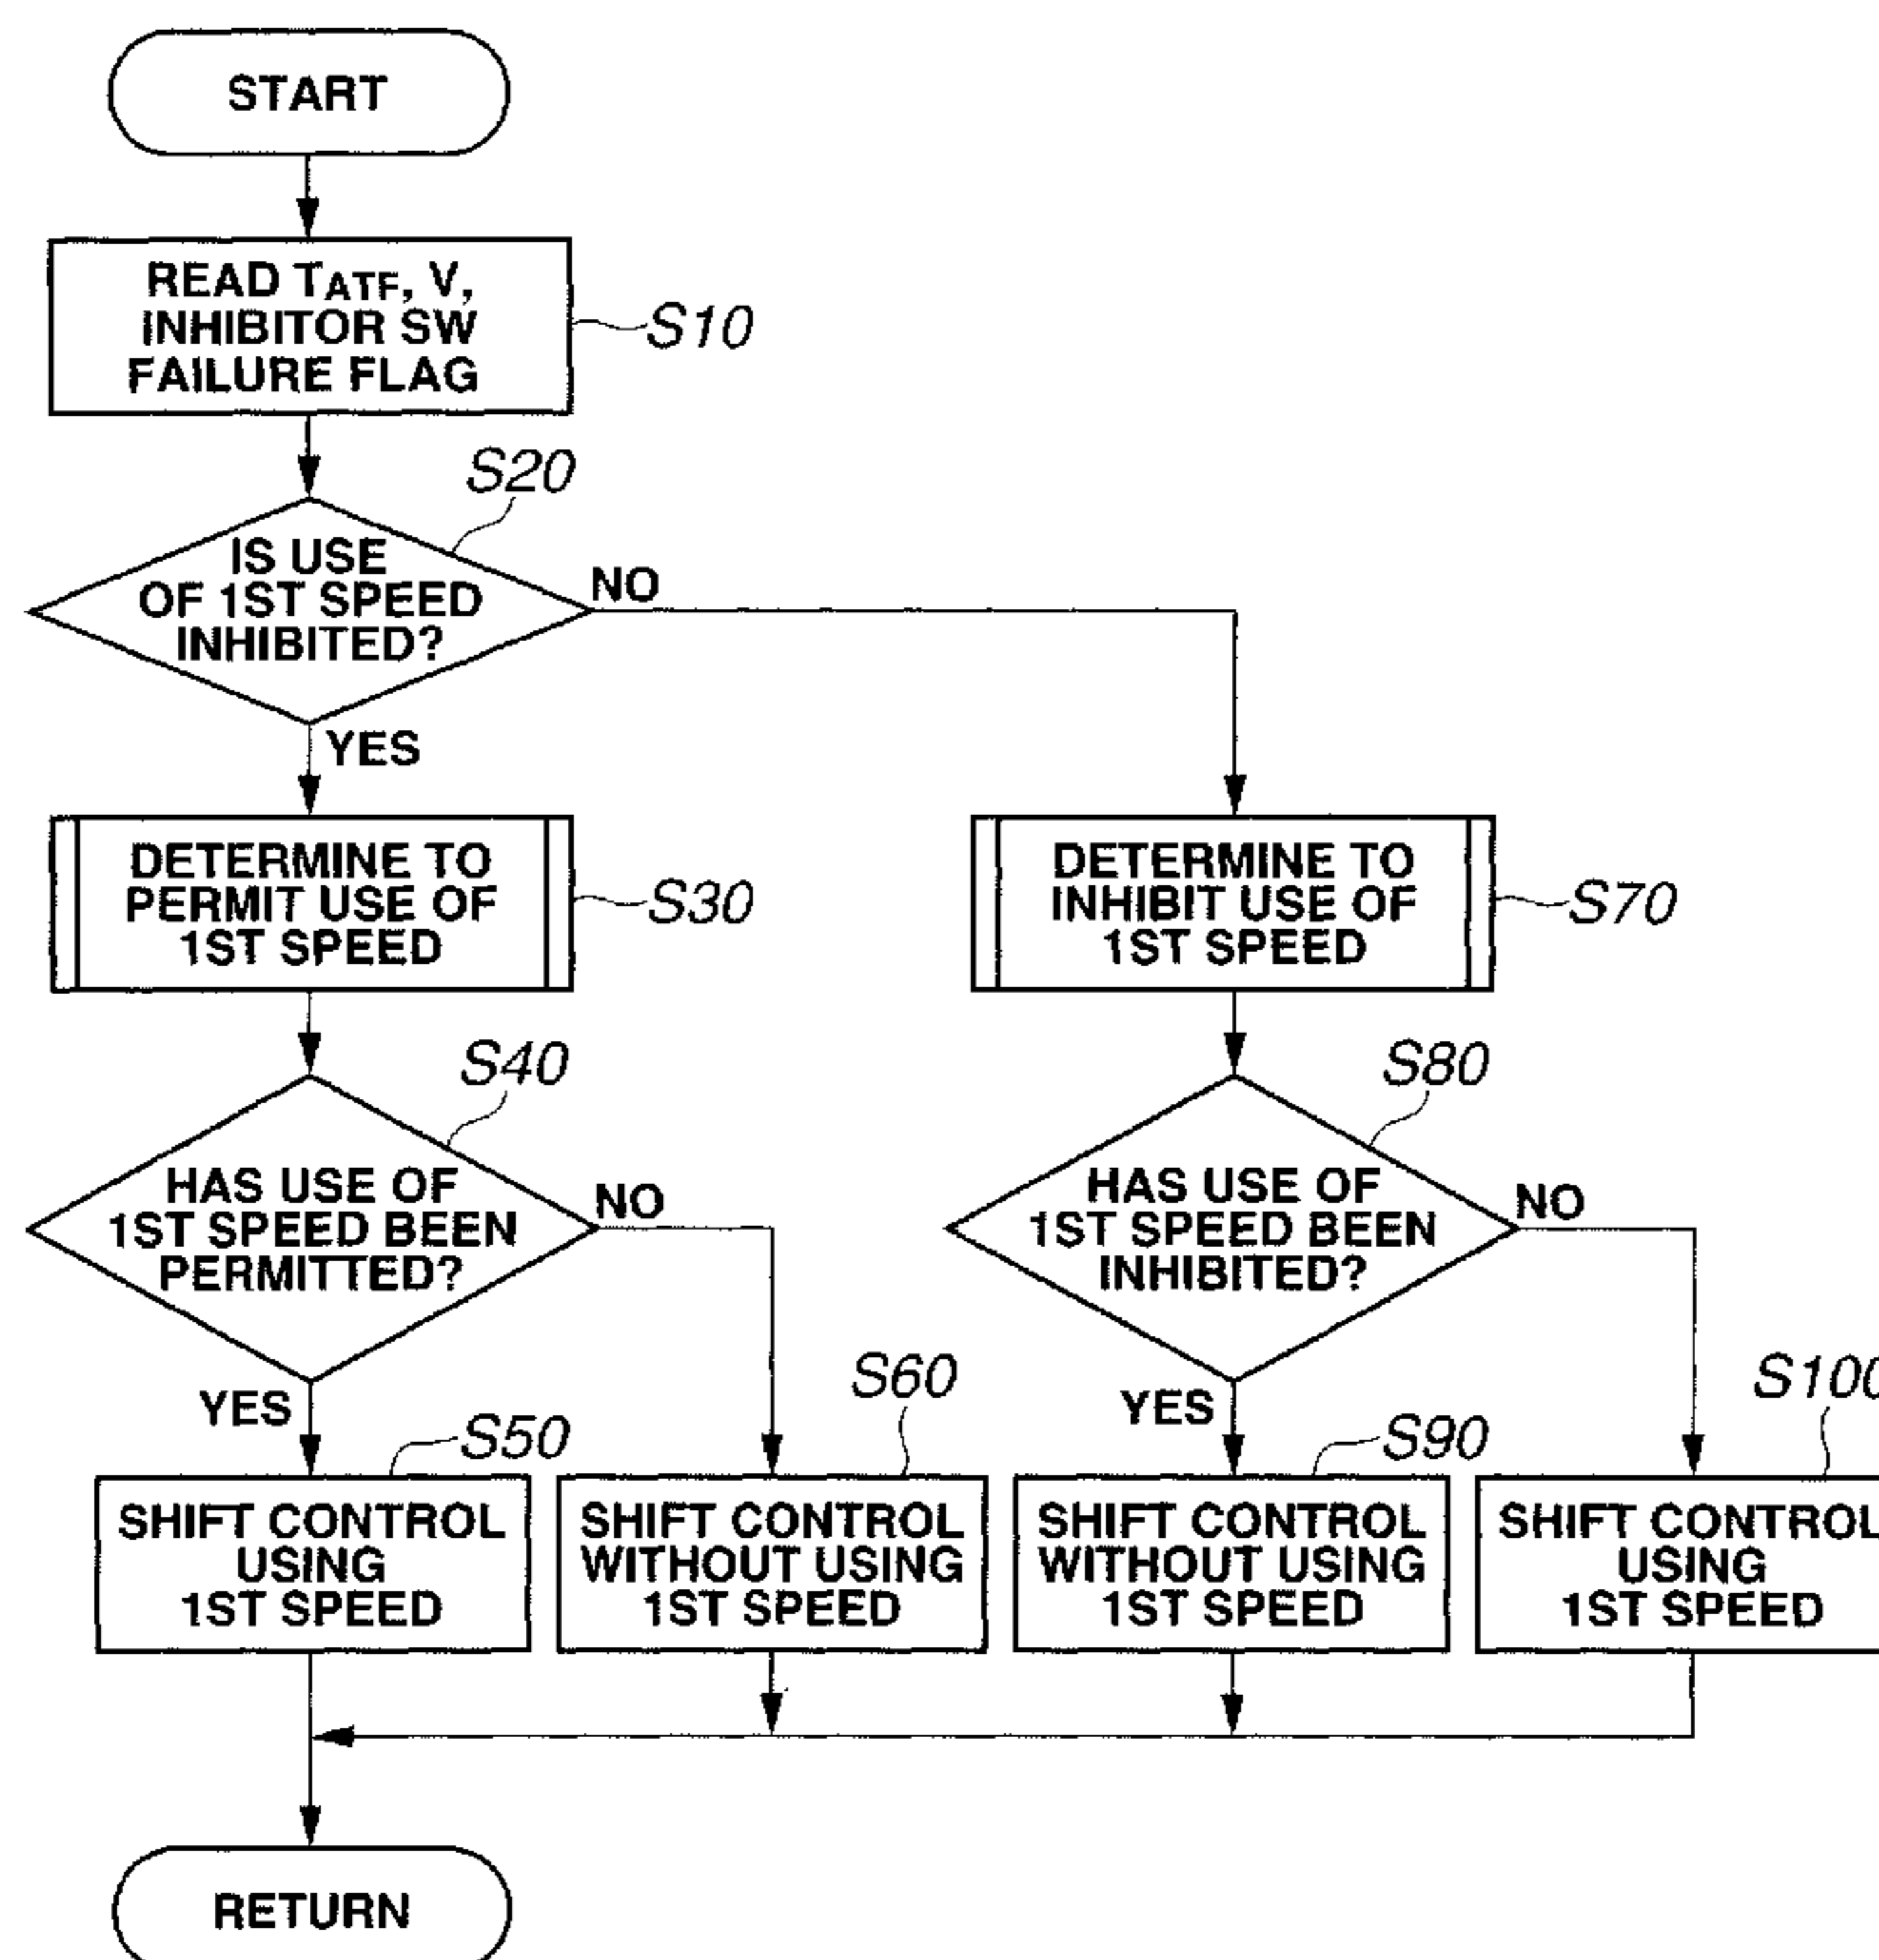 START
READ TATF, V,
INHIBITOR SW
FAILURE FLAG
S10
S20
IS USE
OF 1ST SPEED
INHIBITED?
NO
YES
DETERMINE TO
PERMIT USE OF
1ST SPEED
S30
DETERMINE TO
INHIBIT USE OF
1ST SPEED
S70
S40
HAS USE OF
1ST SPEED BEEN
PERMITTED?
NO
YES
S80
HAS USE OF
1ST SPEED BEEN
INHIBITED?
NO
YES
S50
SHIFT CONTROL
USING
1ST SPEED
S60
SHIFT CONTROL
WITHOUT USING
1ST SPEED
S90
SHIFT CONTROL
WITHOUT USING
1ST SPEED
S100
SHIFT CONTROL
USING
1ST SPEED
RETURN